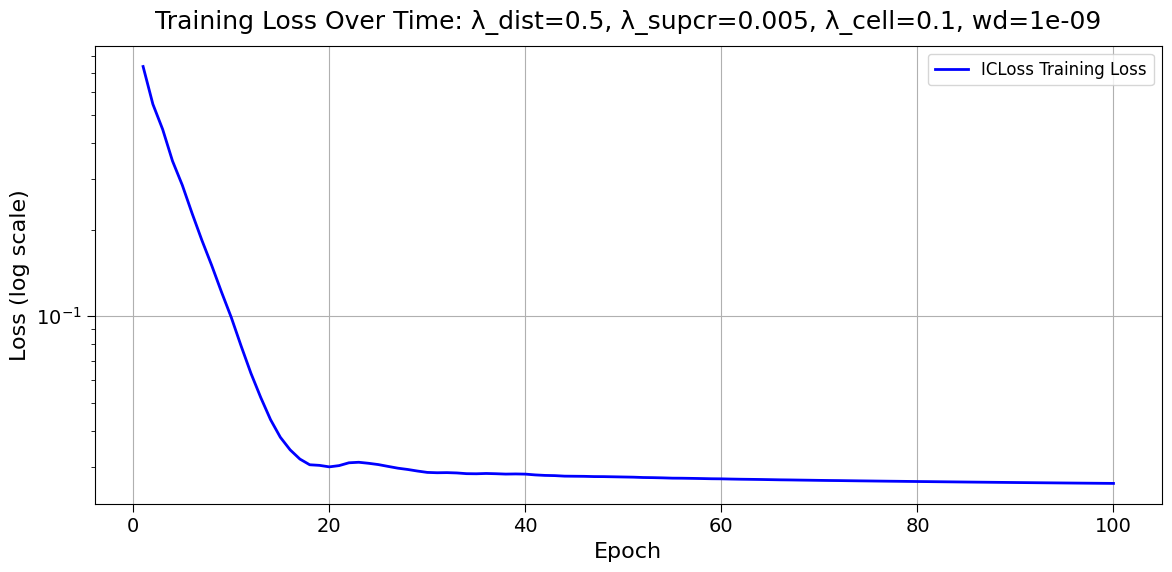 Training Loss Over Time: λ_dist=0.5, λ_supcr=0.005, λ_cell=0.1, wd=1e-09
ICLoss Training Loss
Loss (log scale)
10⁻¹
0 20 40 60 80 100
Epoch